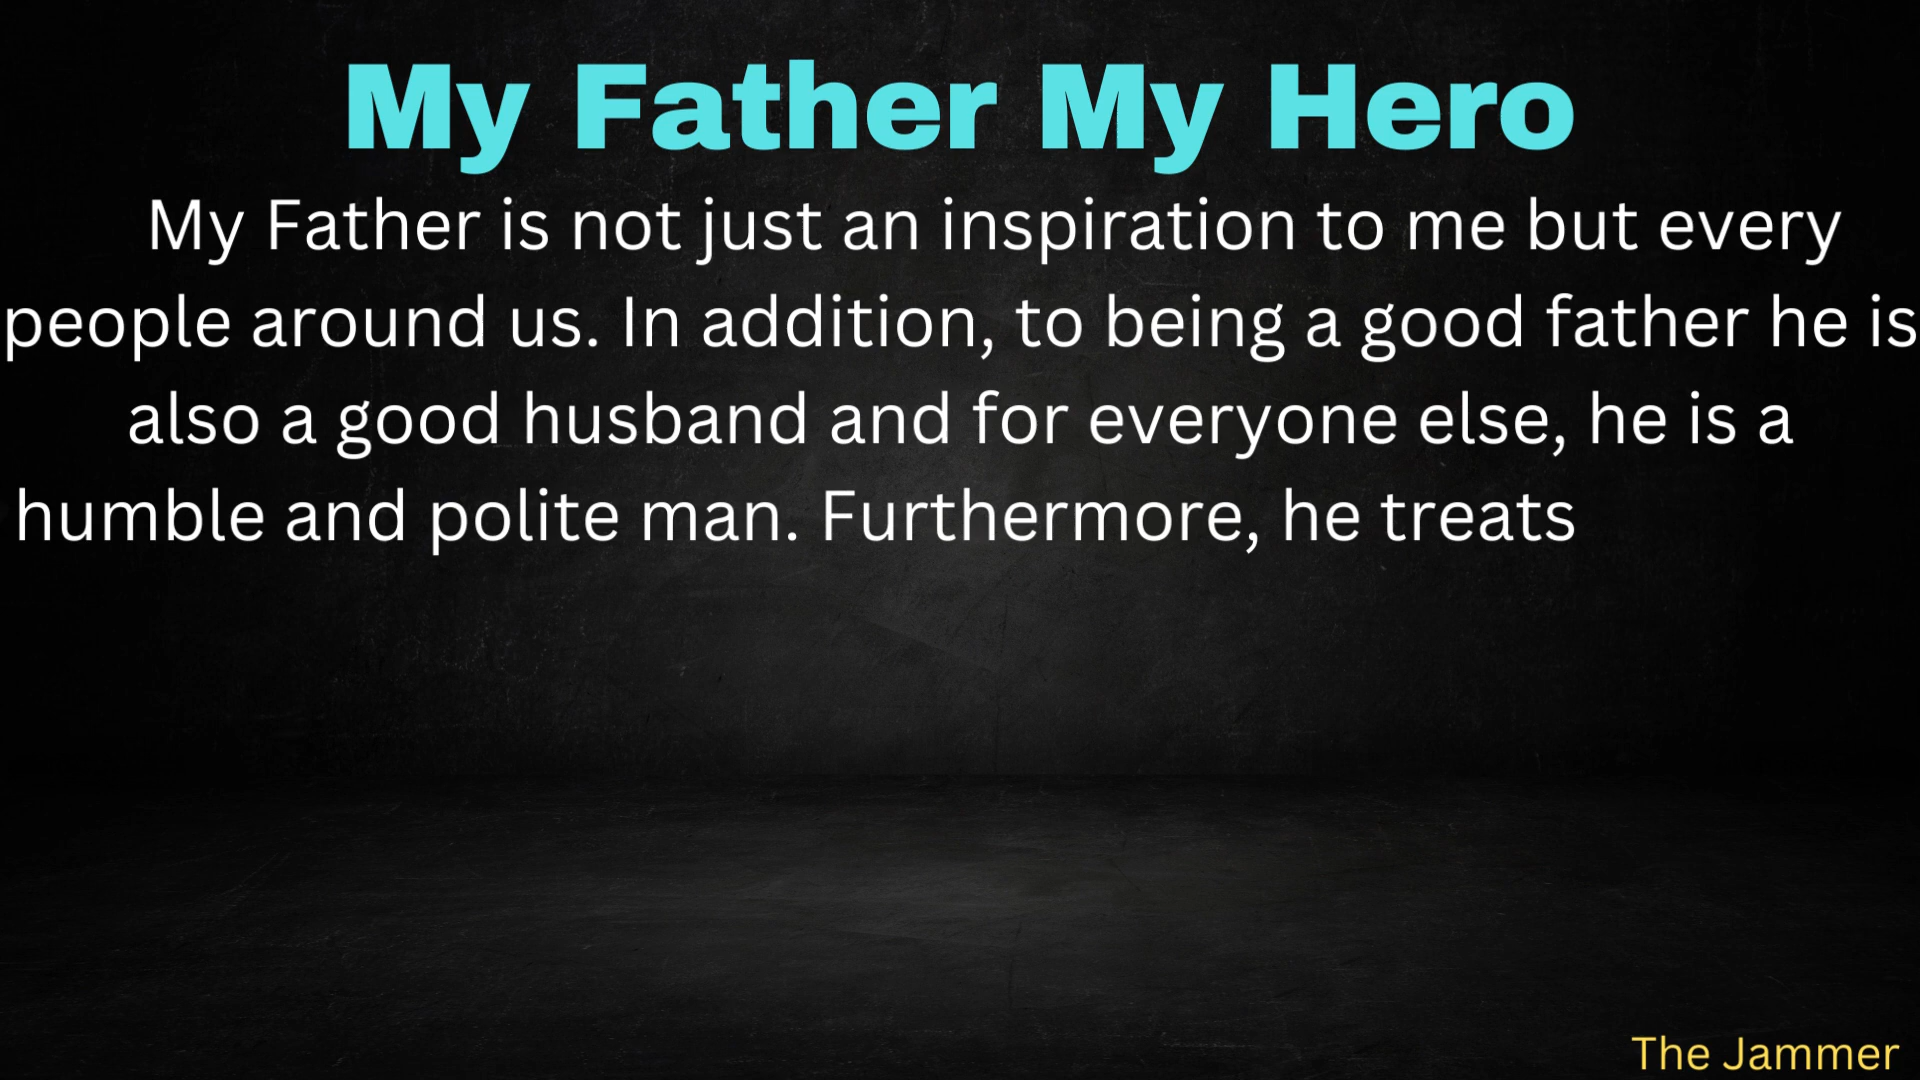 My Father My Hero
My Father is not just an inspiration to me but every
people around us. In addition, to being a good father he is
also a good husband and for everyone else, he is a
humble and polite man. Furthermore, he treats
The Jammer